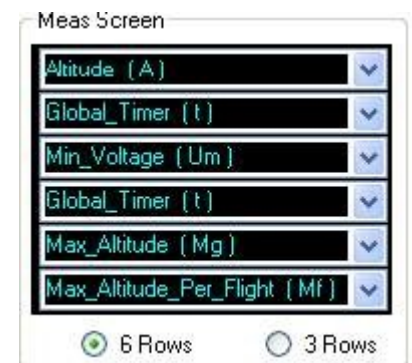 Meas Screen
Altitude (A)
Global_Timer (t)
Min_Voltage (Um)
Global_Timer (t)
Max_Altitude (Mg)
Max_Altitude_Per_Flight (Mf)
6 Rows 3 Rows